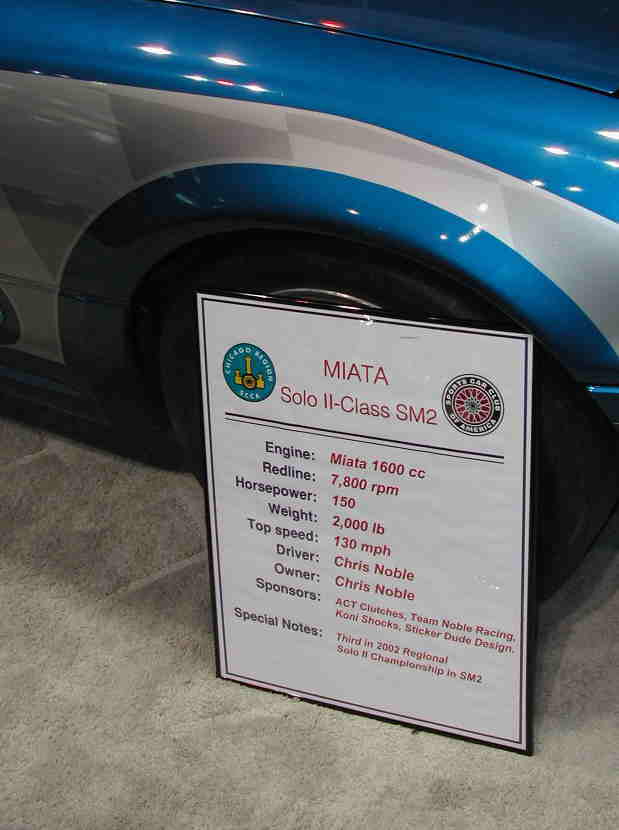 CHICAGO REGION
SCCA
MIATA
Solo II-Class SM2
SPORTS CAR CLUB
OF AMERICA
Engine: Miata 1600 cc
Redline: 7,800 rpm
Horsepower: 150
Weight: 2,000 lb
Top speed: 130 mph
Driver: Chris Noble
Owner: Chris Noble
Sponsors: ACT Clutches, Team Noble Racing,
Koni Shocks, Sticker Dude Design.
Special Notes: Third in 2002 Regional
Solo II Championship in SM2